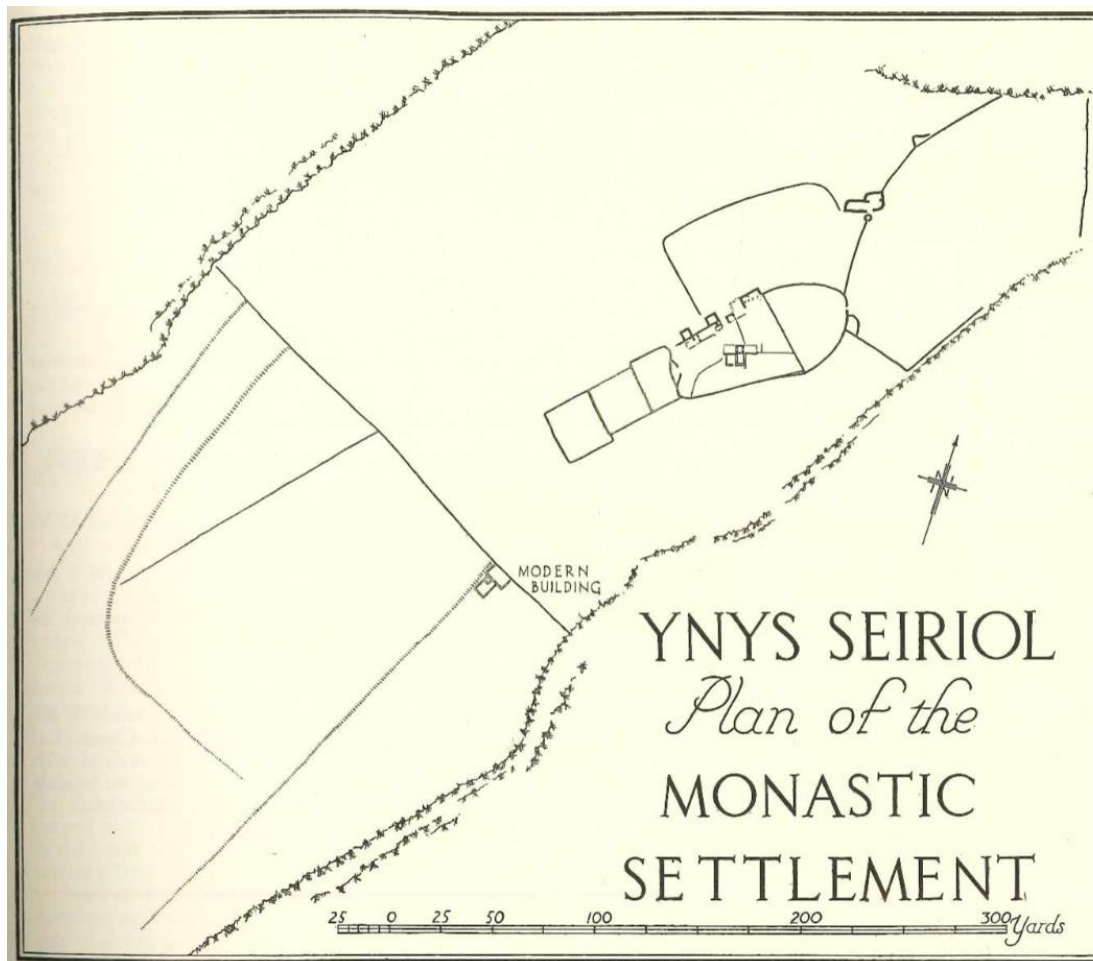 N
MODERN
BUILDING
YNYS SEIRIOL
Plan of the
MONASTIC
SETTLEMENT
25 0 25 50 100 200 300 Yards